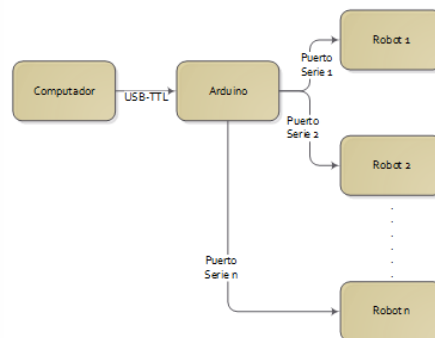 Robot 1
Puerto
Serie 1
Computador
USB-TTL
Arduino
Puerto
Serie 2
Robot 2
Puerto
Serie n
Robot n